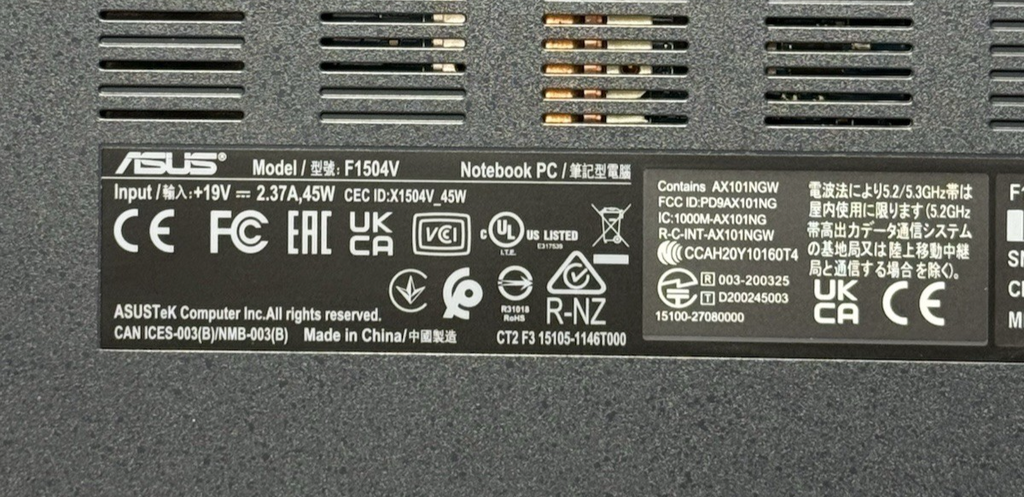 ASUS® Model / 型號: F1504V Notebook PC / 筆記型電腦
Input / 輸入: +19V ⎓ 2.37A,45W CEC ID:X1504V_45W
CE FC EAC UK CA VCCI c UL US LISTED
I.T.E. E317539
R31018
RoHS
R-NZ
ASUSTeK Computer Inc.All rights reserved.
CAN ICES-003(B)/NMB-003(B) Made in China/中國製造 CT2 F3 15105-1146T000
Contains AX101NGW
FCC ID:PD9AX101NG
IC:1000M-AX101NG
R-C-INT-AX101NGW
CCAH20Y10160T4
R 003-200325
T D200245003
15100-27080000
電波法により5.2/5.3GHz帯は
屋内使用に限ります(5.2GHz
帯高出力データ通信システム
の基地局又は陸上移動中継
局と通信する場合を除く)。
UK CA CE